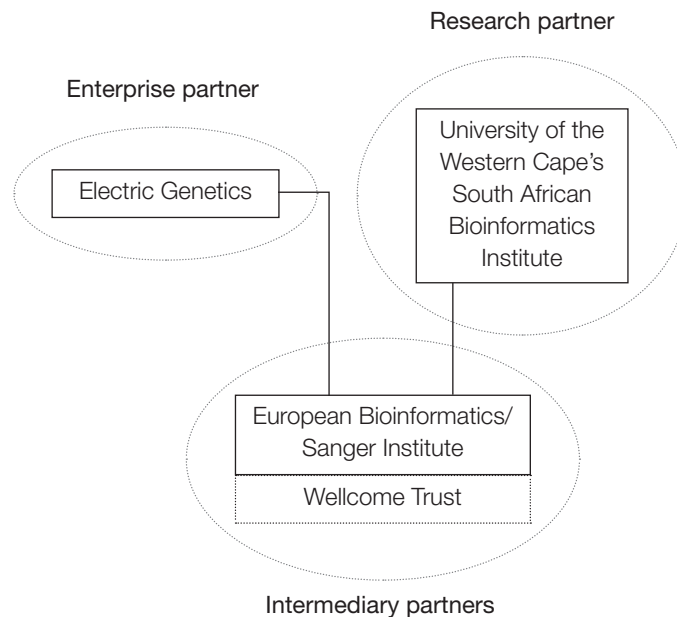 Research partner
Enterprise partner
University of the
Western Cape's
South African
Bioinformatics
Institute
Electric Genetics
European Bioinformatics/
Sanger Institute
Wellcome Trust
Intermediary partners